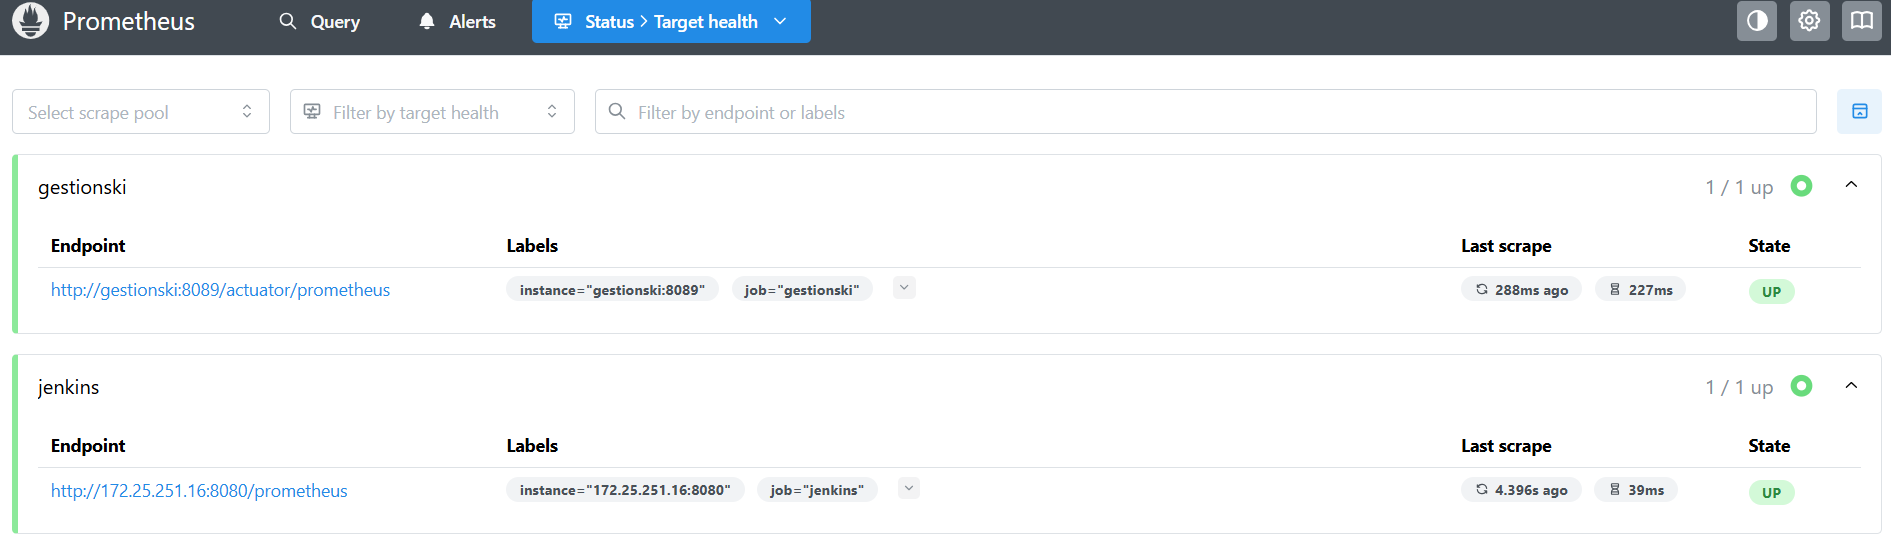 Prometheus Query Alerts Status > Target health
Select scrape pool Filter by target health Filter by endpoint or labels
gestionski 1 / 1 up
Endpoint Labels Last scrape State
http://gestionski:8089/actuator/prometheus instance="gestionski:8089" job="gestionski" 288ms ago 227ms UP
jenkins 1 / 1 up
Endpoint Labels Last scrape State
http://172.25.251.16:8080/prometheus instance="172.25.251.16:8080" job="jenkins" 4.396s ago 39ms UP